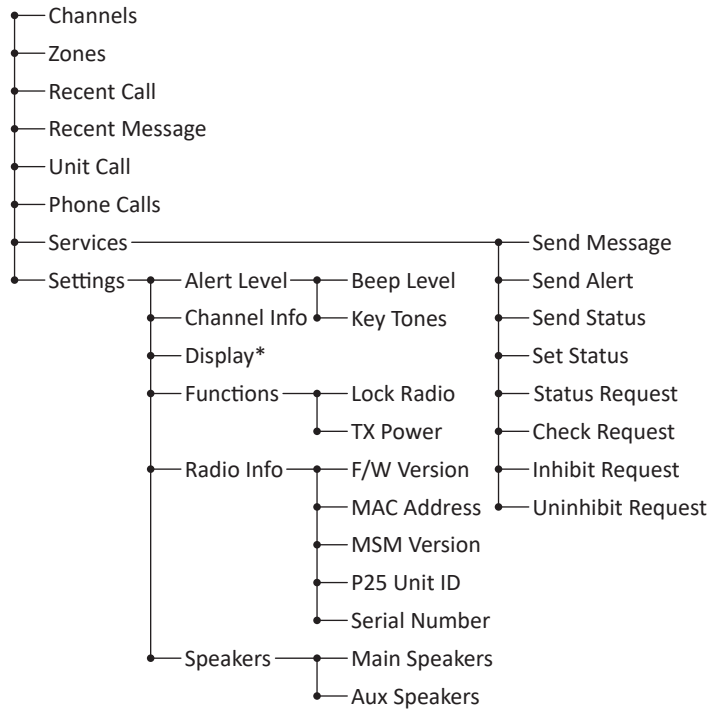 Channels
Zones
Recent Call
Recent Message
Unit Call
Phone Calls
Services
Send Message
Settings
Alert Level
Beep Level
Send Alert
Channel Info
Key Tones
Send Status
Display*
Set Status
Functions
Lock Radio
Status Request
TX Power
Check Request
Radio Info
F/W Version
Inhibit Request
MAC Address
Uninhibit Request
MSM Version
P25 Unit ID
Serial Number
Speakers
Main Speakers
Aux Speakers